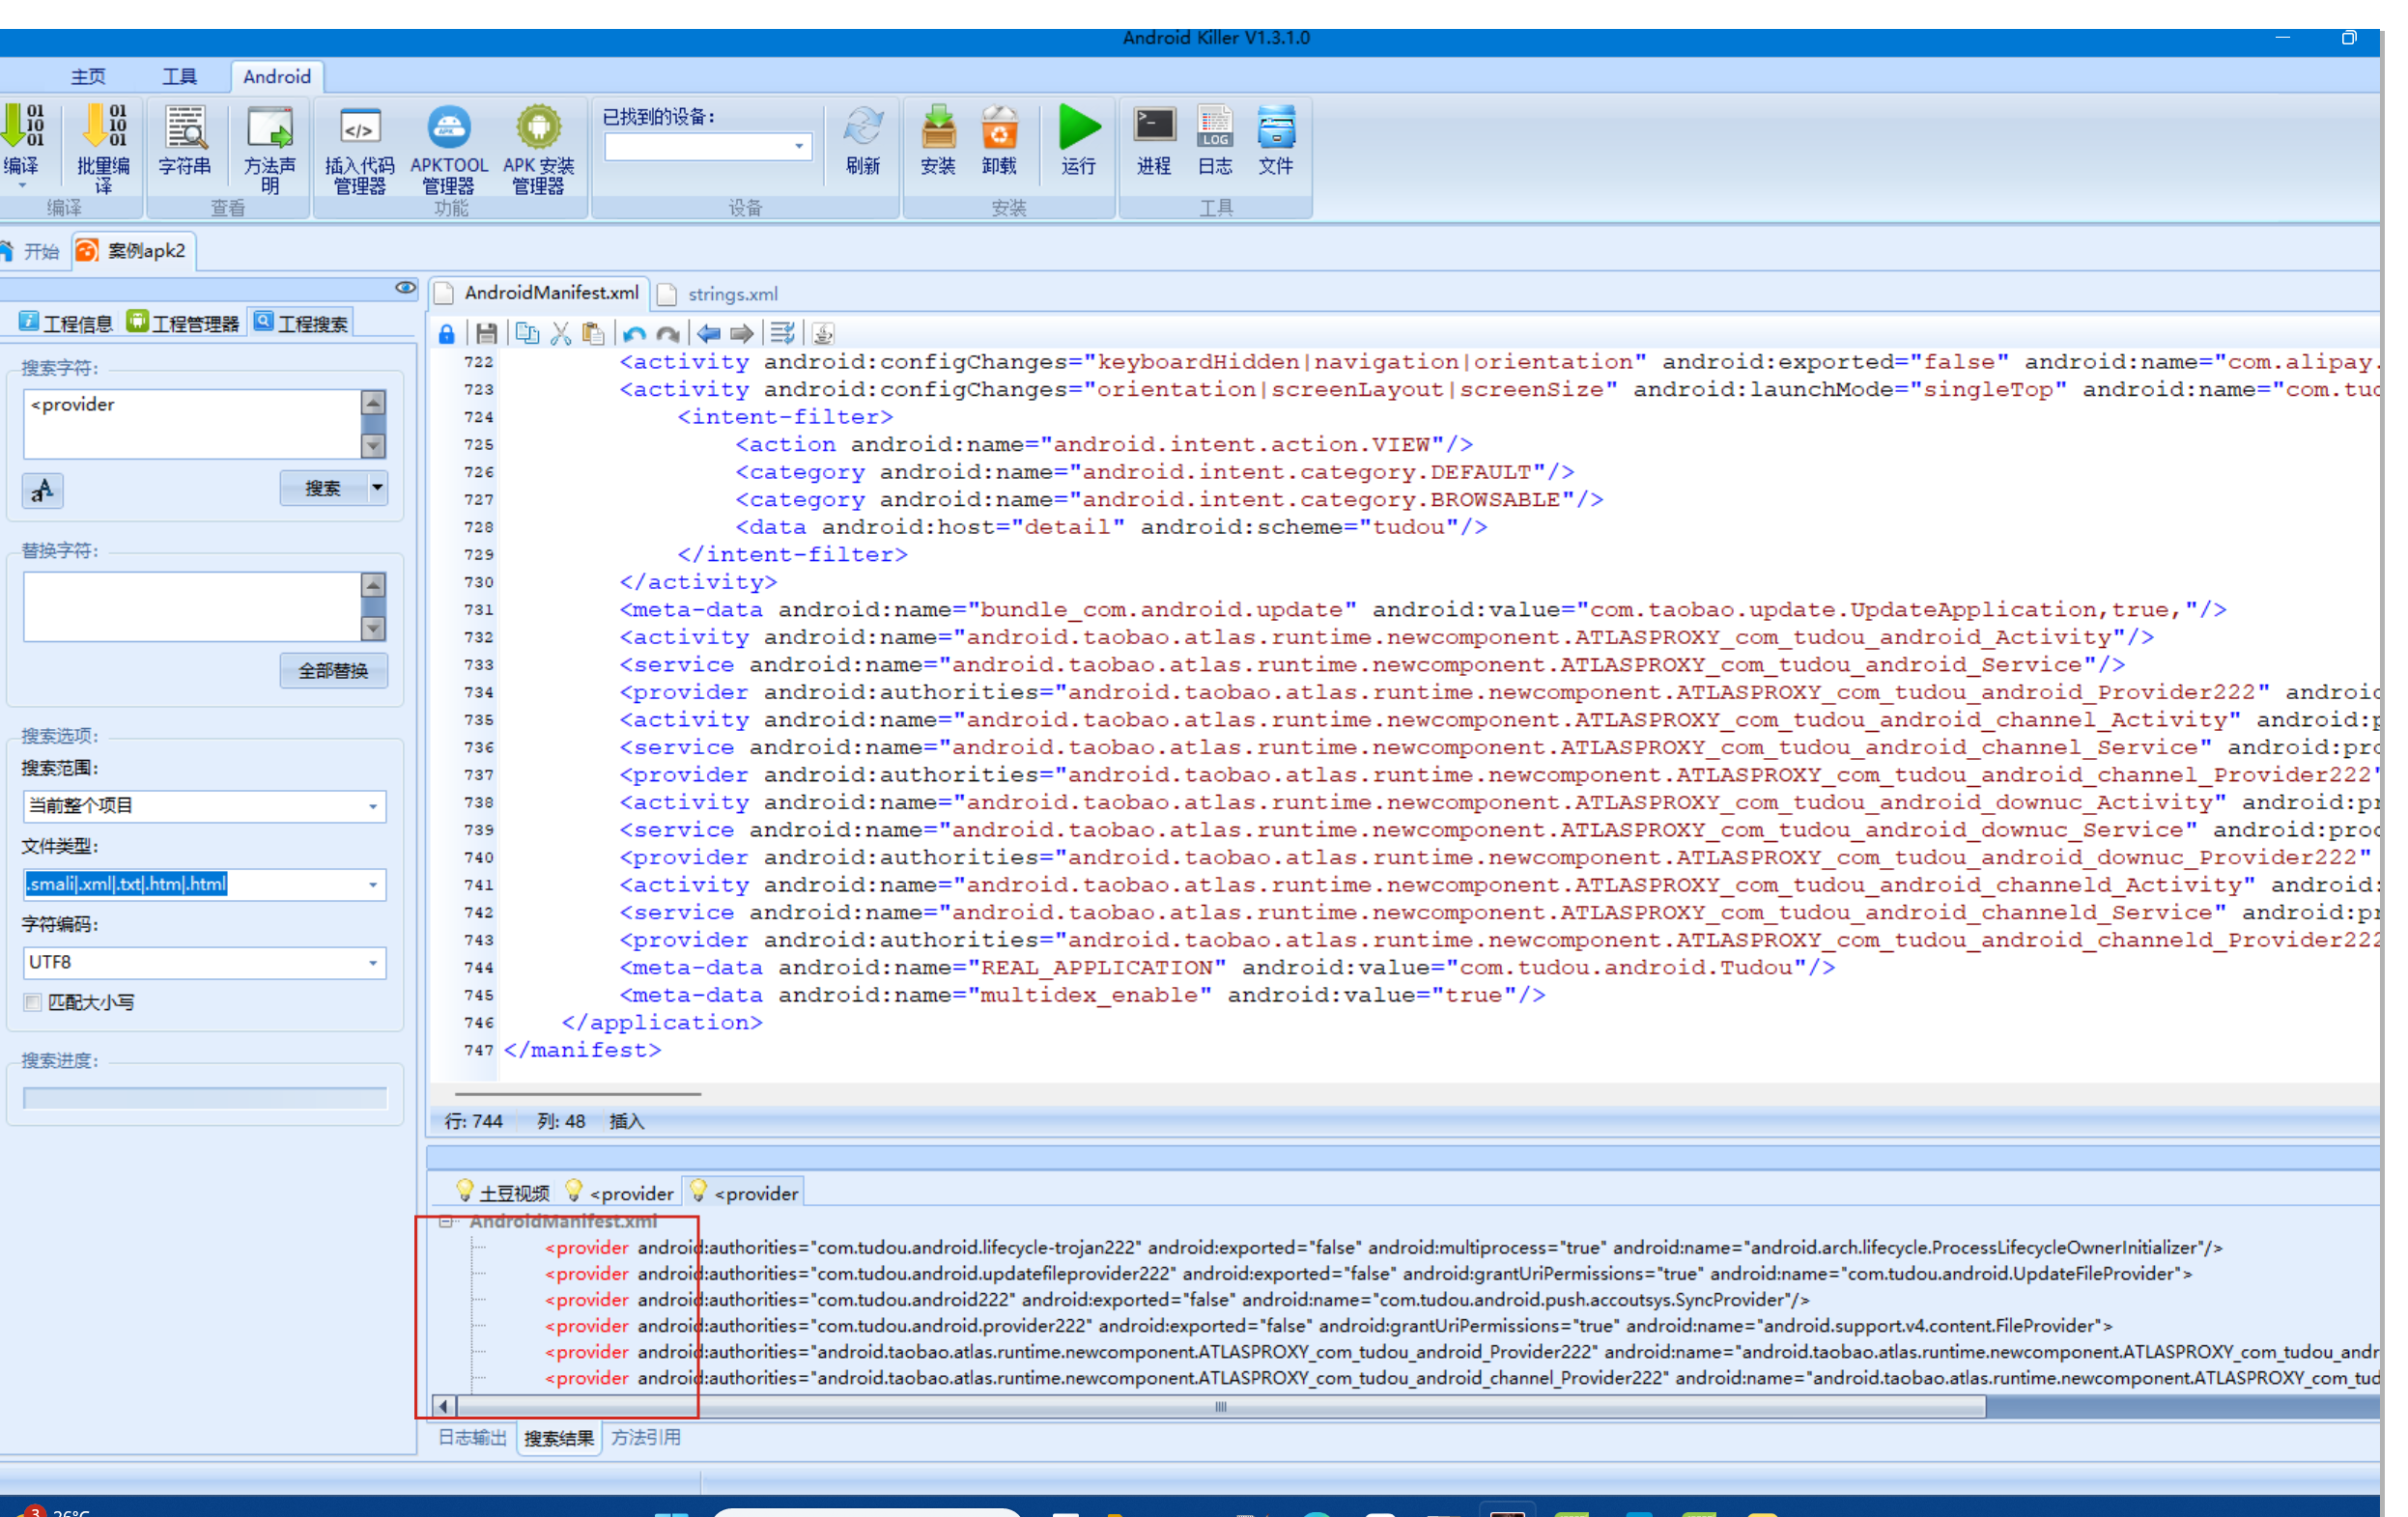 Android Killer V1.3.1.0
主页 工具 Android
编译 批量编译 字符串 方法声明 插入代码管理器 APKTOOL管理器 APK 安装管理器 已找到的设备: 刷新 安装 卸载 运行 进程 日志 文件
编译 查看 功能 设备 安装 工具
开始 案例apk2
工程信息 工程管理器 工程搜索
搜索字符:
<provider
搜索
替换字符:
全部替换
搜索选项:
搜索范围:
当前整个项目
文件类型:
.smali|.xml|.txt|.htm|.html
字符编码:
UTF8
匹配大小写
搜索进度:
AndroidManifest.xml strings.xml
722 <activity android:configChanges="keyboardHidden|navigation|orientation" android:exported="false" android:name="com.alipay.
723 <activity android:configChanges="orientation|screenLayout|screenSize" android:launchMode="singleTop" android:name="com.tud
724 <intent-filter>
725 <action android:name="android.intent.action.VIEW"/>
726 <category android:name="android.intent.category.DEFAULT"/>
727 <category android:name="android.intent.category.BROWSABLE"/>
728 <data android:host="detail" android:scheme="tudou"/>
729 </intent-filter>
730 </activity>
731 <meta-data android:name="bundle_com.android.update" android:value="com.taobao.update.UpdateApplication,true,"/>
732 <activity android:name="android.taobao.atlas.runtime.newcomponent.ATLASPROXY_com_tudou_android_Activity"/>
733 <service android:name="android.taobao.atlas.runtime.newcomponent.ATLASPROXY_com_tudou_android_Service"/>
734 <provider android:authorities="android.taobao.atlas.runtime.newcomponent.ATLASPROXY_com_tudou_android_Provider222" androi
735 <activity android:name="android.taobao.atlas.runtime.newcomponent.ATLASPROXY_com_tudou_android_channel_Activity" android:p
736 <service android:name="android.taobao.atlas.runtime.newcomponent.ATLASPROXY_com_tudou_android_channel_Service" android:pro
737 <provider android:authorities="android.taobao.atlas.runtime.newcomponent.ATLASPROXY_com_tudou_android_channel_Provider222"
738 <activity android:name="android.taobao.atlas.runtime.newcomponent.ATLASPROXY_com_tudou_android_downuc_Activity" android:pr
739 <service android:name="android.taobao.atlas.runtime.newcomponent.ATLASPROXY_com_tudou_android_downuc_Service" android:proc
740 <provider android:authorities="android.taobao.atlas.runtime.newcomponent.ATLASPROXY_com_tudou_android_downuc_Provider222"
741 <activity android:name="android.taobao.atlas.runtime.newcomponent.ATLASPROXY_com_tudou_android_channeld_Activity" android:
742 <service android:name="android.taobao.atlas.runtime.newcomponent.ATLASPROXY_com_tudou_android_channeld_Service" android:pr
743 <provider android:authorities="android.taobao.atlas.runtime.newcomponent.ATLASPROXY_com_tudou_android_channeld_Provider222
744 <meta-data android:name="REAL_APPLICATION" android:value="com.tudou.android.Tudou"/>
745 <meta-data android:name="multidex_enable" android:value="true"/>
746 </application>
747 </manifest>
行: 744 列: 48 插入
土豆视频 <provider <provider
AndroidManifest.xml
<provider android:authorities="com.tudou.android.lifecycle-trojan222" android:exported="false" android:multiprocess="true" android:name="android.arch.lifecycle.ProcessLifecycleOwnerInitializer"/>
<provider android:authorities="com.tudou.android.updatefileprovider222" android:exported="false" android:grantUriPermissions="true" android:name="com.tudou.android.UpdateFileProvider">
<provider android:authorities="com.tudou.android222" android:exported="false" android:name="com.tudou.android.push.accoutsys.SyncProvider"/>
<provider android:authorities="com.tudou.android.provider222" android:exported="false" android:grantUriPermissions="true" android:name="android.support.v4.content.FileProvider">
<provider android:authorities="android.taobao.atlas.runtime.newcomponent.ATLASPROXY_com_tudou_android_Provider222" android:name="android.taobao.atlas.runtime.newcomponent.ATLASPROXY_com_tudou_andr
<provider android:authorities="android.taobao.atlas.runtime.newcomponent.ATLASPROXY_com_tudou_android_channel_Provider222" android:name="android.taobao.atlas.runtime.newcomponent.ATLASPROXY_com_tud
日志输出 搜索结果 方法引用
3 26°C